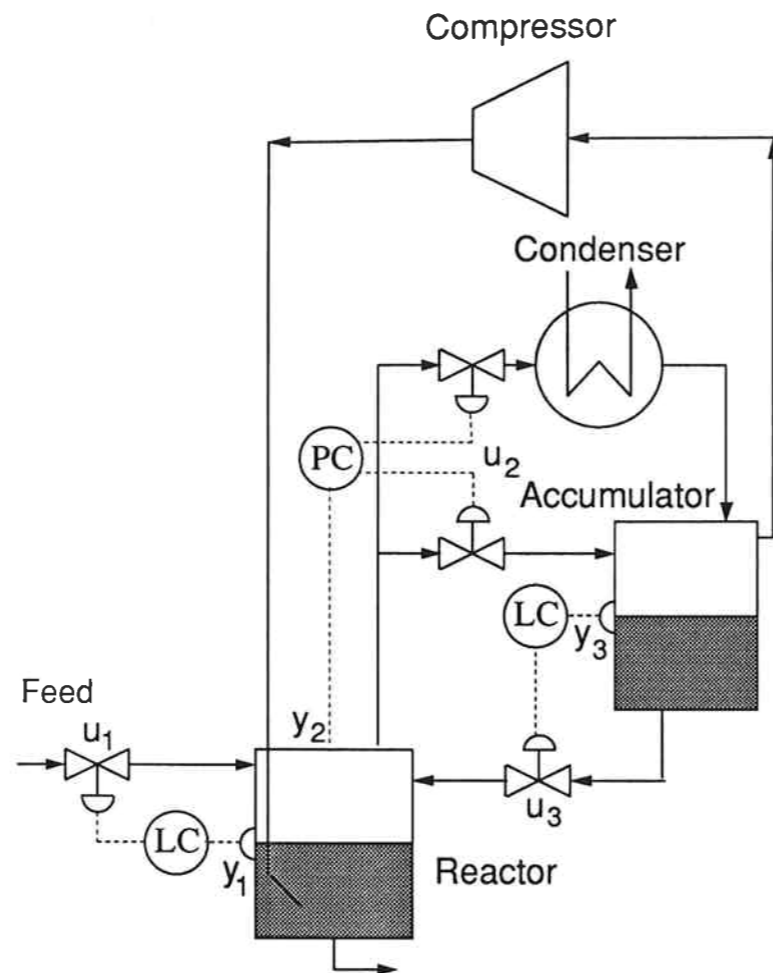 Compressor
Condenser
PC
u2
Accumulator
LC
y3
Feed
u1
y2
u3
LC
y1
Reactor